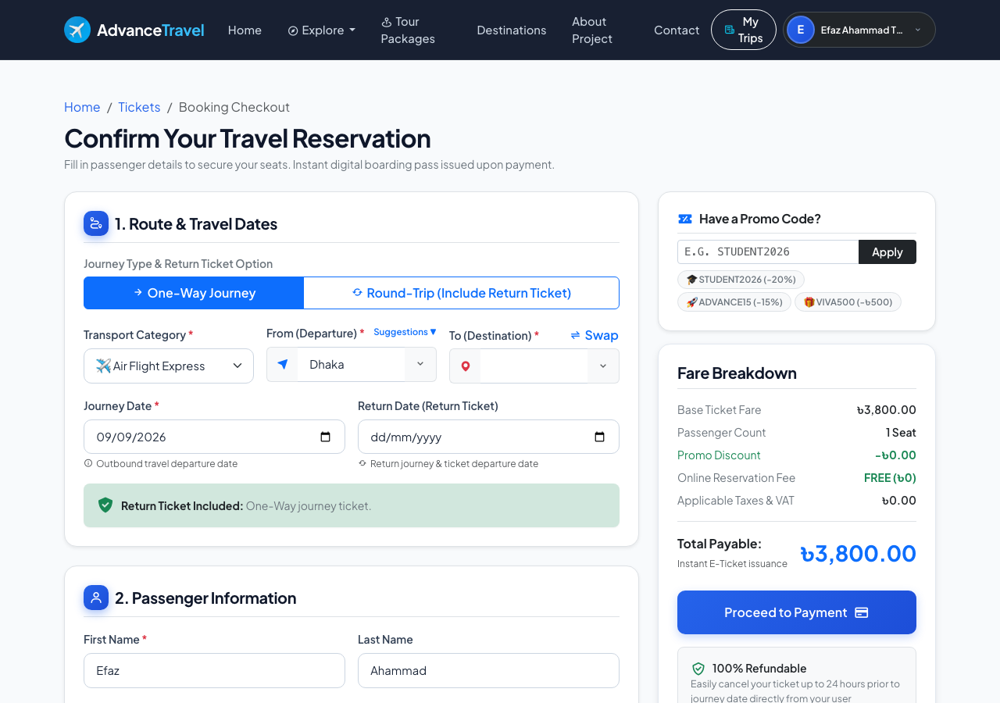 AdvanceTravel
Home
Explore
Tour Packages
Destinations
About Project
Contact
My Trips
E
Efaz Ahammad T...
Home / Tickets / Booking Checkout
Confirm Your Travel Reservation
Fill in passenger details to secure your seats. Instant digital boarding pass issued upon payment.
1. Route & Travel Dates
Journey Type & Return Ticket Option
One-Way Journey
Round-Trip (Include Return Ticket)
Transport Category *
From (Departure) *
Suggestions ▼
To (Destination) *
Swap
Air Flight Express
Dhaka
Journey Date *
Return Date (Return Ticket)
09/09/2026
dd/mm/yyyy
Outbound travel departure date
Return journey & ticket departure date
Return Ticket Included: One-Way journey ticket.
2. Passenger Information
First Name *
Last Name
Efaz
Ahammad
Have a Promo Code?
E.G. STUDENT2026
Apply
🎓STUDENT2026 (-20%)
🚀ADVANCE15 (-15%)
🎁VIVA500 (-৳500)
Fare Breakdown
Base Ticket Fare ৳3,800.00
Passenger Count 1 Seat
Promo Discount -৳0.00
Online Reservation Fee FREE (৳0)
Applicable Taxes & VAT ৳0.00
Total Payable:
Instant E-Ticket issuance
৳3,800.00
Proceed to Payment
100% Refundable
Easily cancel your ticket up to 24 hours prior to
journey date directly from your user